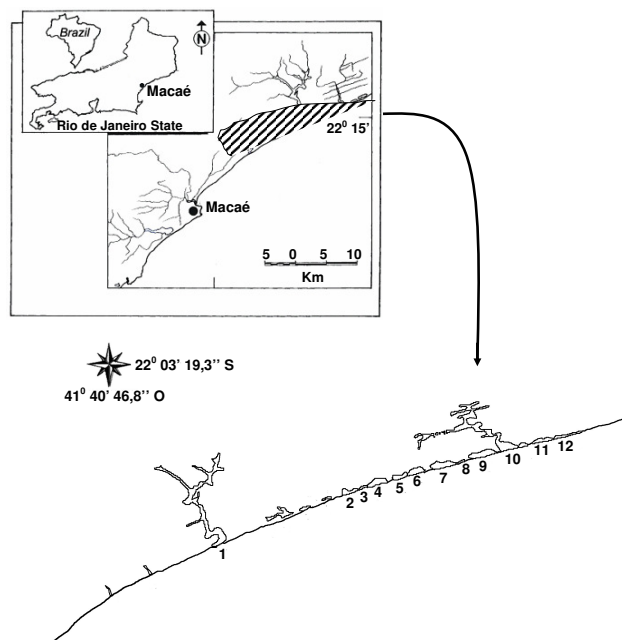 Brazil
N
Macaé
Rio de Janeiro State
22⁰ 15’
Macaé
5 0 5 10
Km
22⁰ 03’ 19,3’’ S
41⁰ 40’ 46,8’’ O
1
2
3
4
5
6
7
8
9
10
11
12